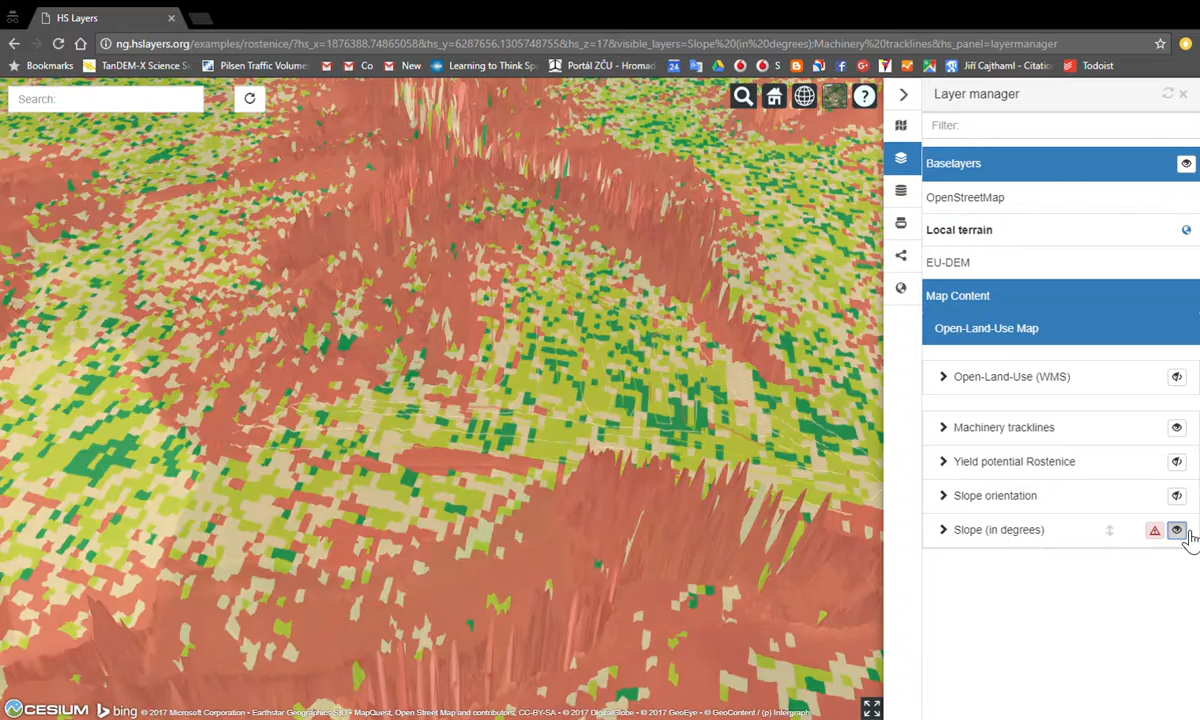 HS Layers
ng.hslayers.org/examples/rostenice/?hs_x=1876388.74865058&hs_y=6287656.1305748755&hs_z=17&visible_layers=Slope%20(in%20degrees);Machinery%20tracklines&hs_panel=layermanager
Bookmarks TanDEM-X Science Se Pilsen Traffic Volume Co New Learning to Think Sp Portál ZČU - Hromad 24 S Jiří Cajthaml - Citatio Todoist
Search:
Layer manager
Filter:
Baselayers
OpenStreetMap
Local terrain
EU-DEM
Map Content
Open-Land-Use Map
Open-Land-Use (WMS)
Machinery tracklines
Yield potential Rostenice
Slope orientation
Slope (in degrees)
CESIUM bing © 2017 Microsoft Corporation - Earthstar Geographics SIO • MapQuest, Open Street Map and contributors, CC-BY-SA • © 2017 DigitalGlobe • © 2017 GeoEye • © GeoContent / (p) Intergraph